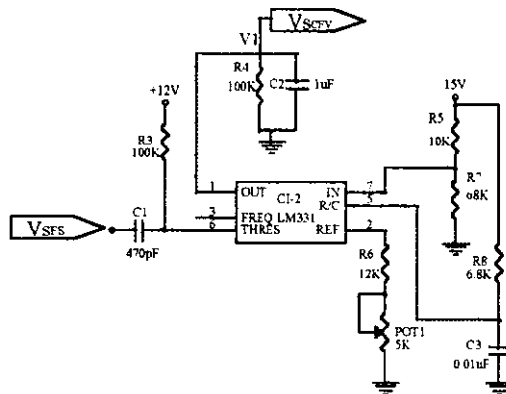 VSCFV
V1
R4
100K
C2
1uF
+12V
R3
100K
15V
R5
10K
R7
68K
1
OUT
CI-2
IN
7
R/C
5
3
FREQ
LM331
6
THRES
REF
2
VSFS
C1
470pF
R6
12K
R8
6.8K
POT1
5K
C3
0.01uF